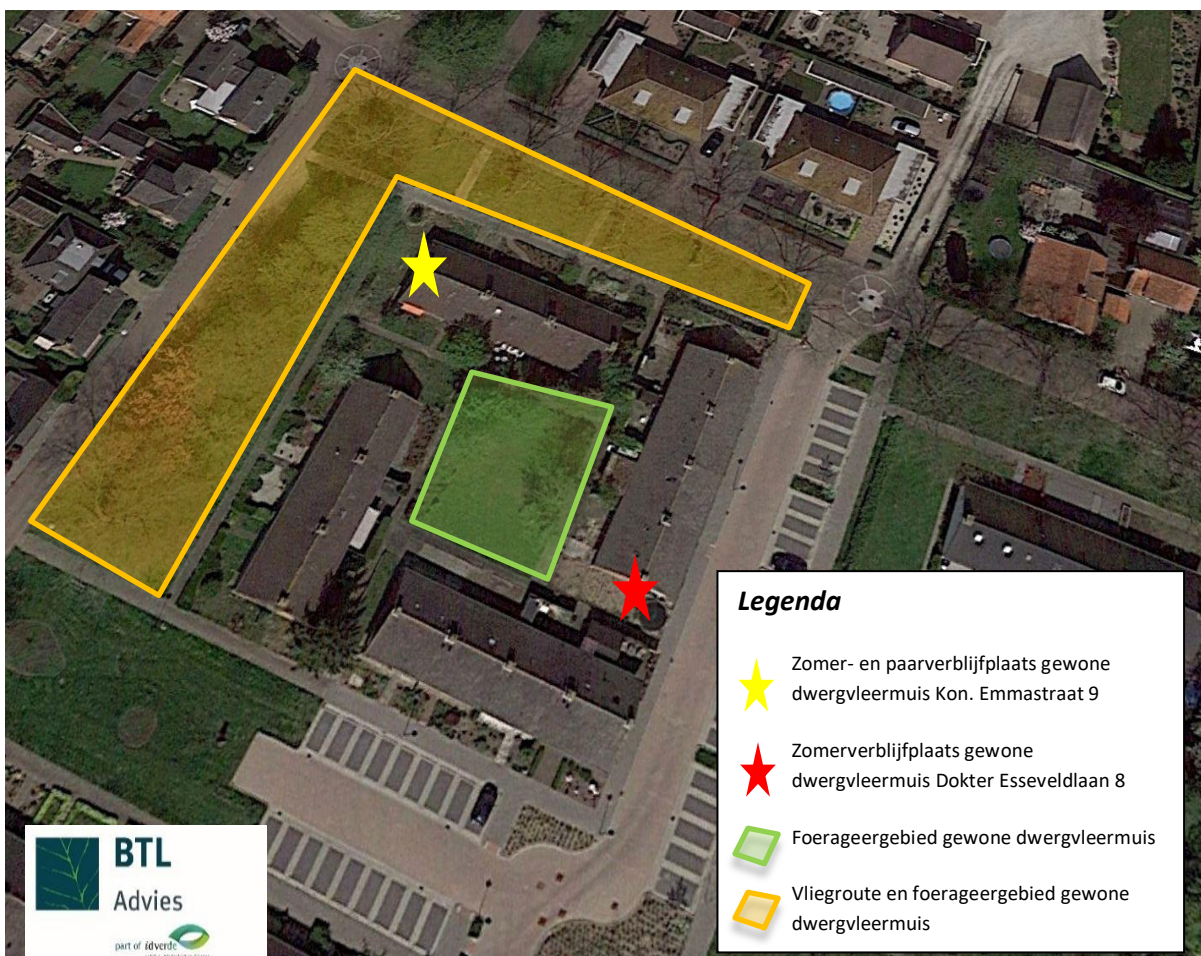 Legenda
Zomer- en paarverblijfplaats gewone
dwergvleermuis Kon. Emmastraat 9
Zomerverblijfplaats gewone
dwergvleermuis Dokter Esseveldlaan 8
Foerageergebied gewone dwergvleermuis
Vliegroute en foerageergebied gewone
dwergvleermuis
BTL
Advies
part of idverde